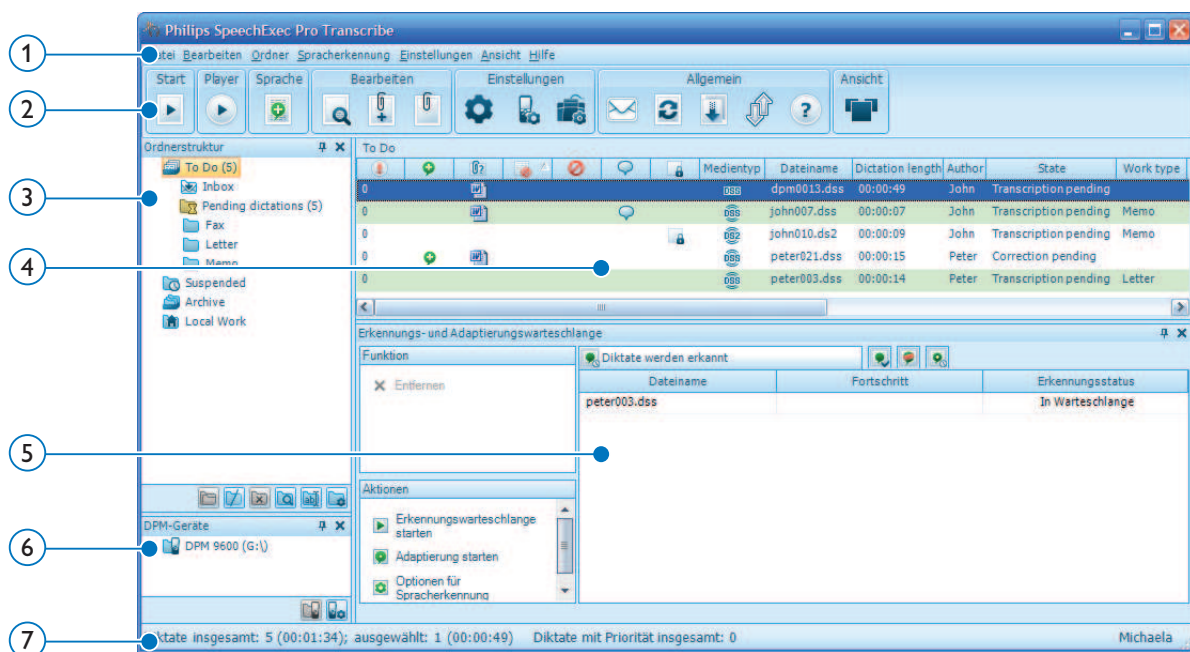 Philips SpeechExec Pro Transcribe
1
Bearbeiten Ordner Spracherkennung Einstellungen Ansicht Hilfe
Start Player Sprache Bearbeiten Einstellungen Allgemein Ansicht
2
Ordnerstruktur
To Do (5)
Inbox
3
Pending dictations (5)
Fax
Letter
Memo
Suspended
Archive
Local Work
To Do
Medientyp Dateiname Dictation length Author State Work type
0 DSS dpm0013.dss 00:00:49 John Transcription pending
0 DSS john007.dss 00:00:07 John Transcription pending Memo
0 DS2 john010.ds2 00:00:09 John Transcription pending Memo
4
0 DSS peter021.dss 00:00:15 Peter Correction pending
0 DSS peter003.dss 00:00:14 Peter Transcription pending Letter
Erkennungs- und Adaptierungswarteschlange
Funktion
Entfernen
Diktate werden erkannt
Dateiname Fortschritt Erkennungsstatus
peter003.dss In Warteschlange
5
Aktionen
Erkennungswarteschlange
starten
Adaptierung starten
Optionen für
Spracherkennung
DPM-Geräte
6
DPM 9600 (G:\)
7
insgesamt: 5 (00:01:34); ausgewählt: 1 (00:00:49) Diktate mit Priorität insgesamt: 0 Michaela